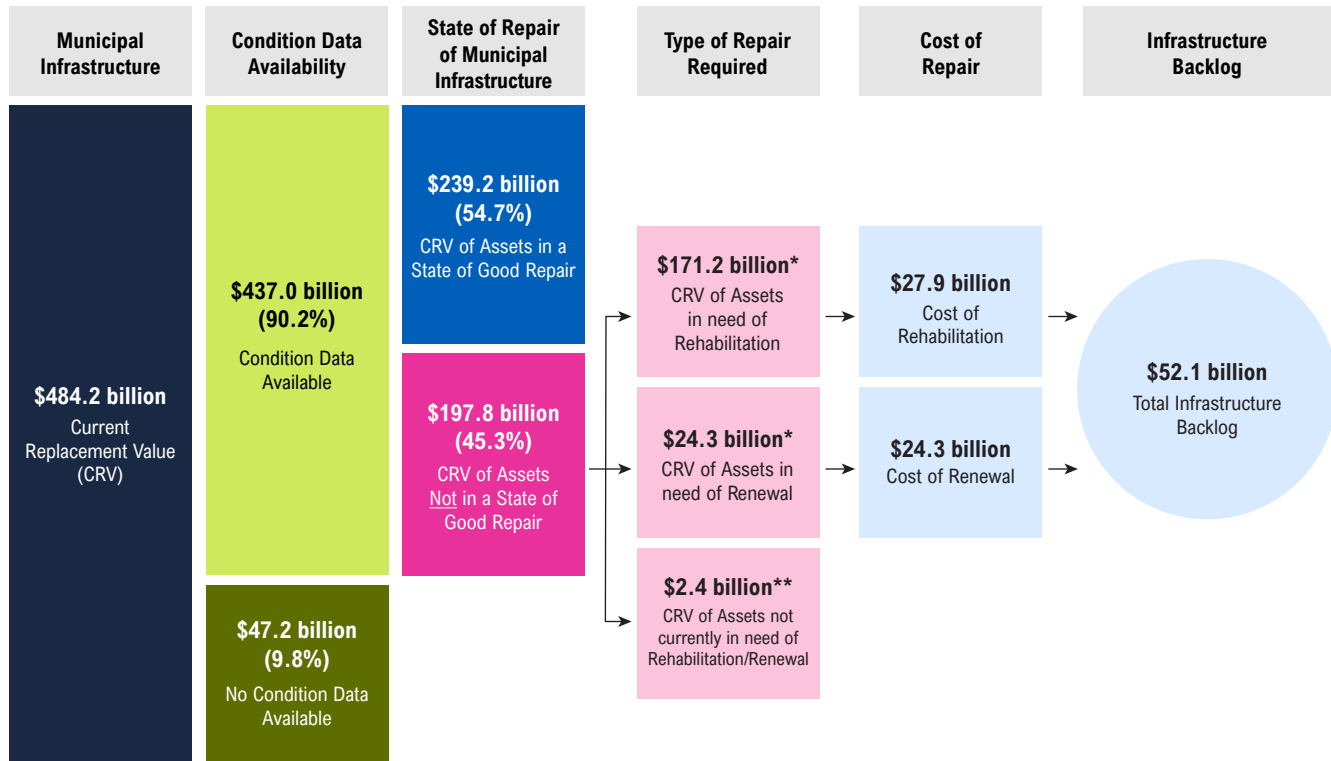 Municipal
Infrastructure
Condition Data
Availability
State of Repair
of Municipal
Infrastructure
Type of Repair
Required
Cost of
Repair
Infrastructure
Backlog
$484.2 billion
Current
Replacement Value
(CRV)
$437.0 billion
(90.2%)
Condition Data
Available
$47.2 billion
(9.8%)
No Condition Data
Available
$239.2 billion
(54.7%)
CRV of Assets in a
State of Good Repair
$197.8 billion
(45.3%)
CRV of Assets
Not in a State of
Good Repair
$171.2 billion*
CRV of Assets
in need of
Rehabilitation
$24.3 billion*
CRV of Assets in
need of Renewal
$2.4 billion**
CRV of Assets not
currently in need of
Rehabilitation/Renewal
$27.9 billion
Cost of
Rehabilitation
$24.3 billion
Cost of Renewal
$52.1 billion
Total Infrastructure
Backlog